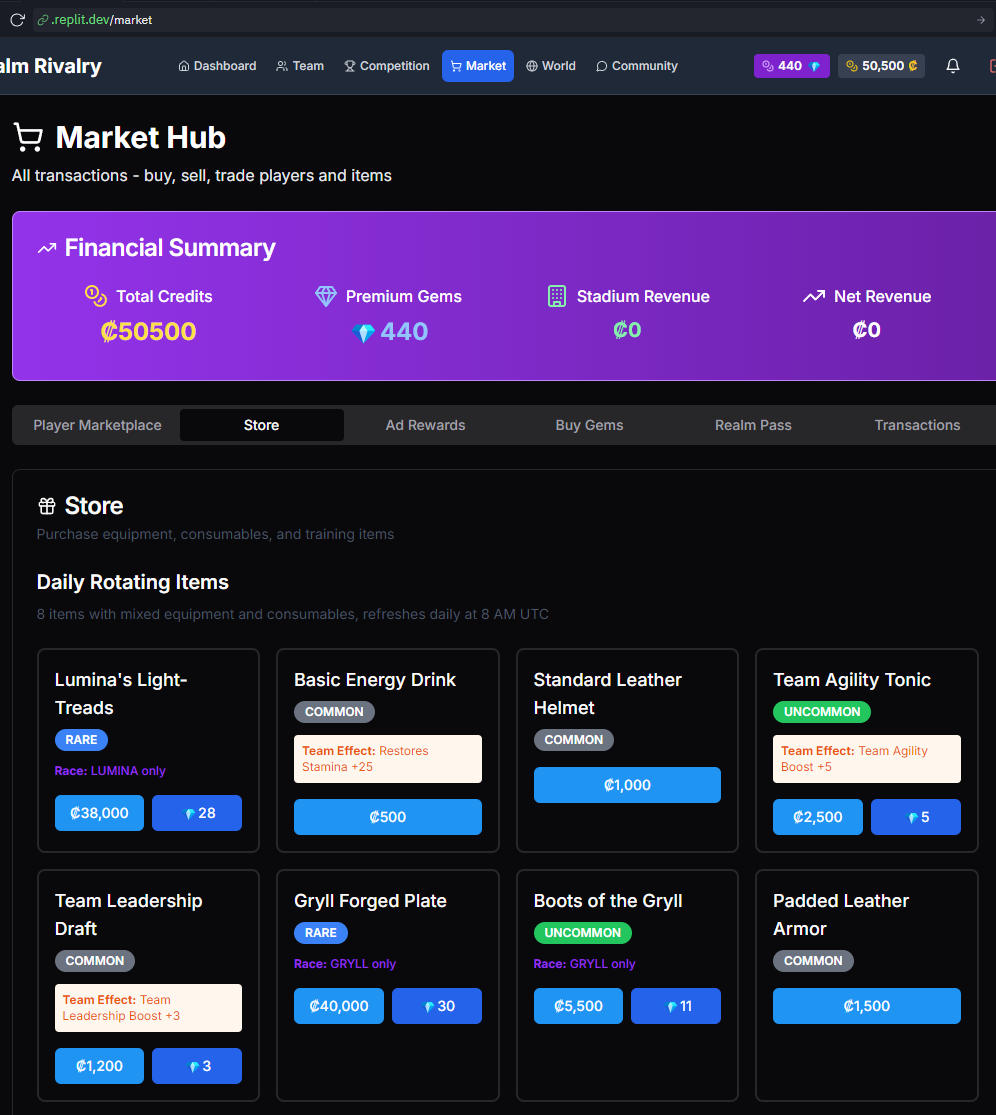 .replit.dev/market
alm Rivalry
Dashboard
Team
Competition
Market
World
Community
440
50,500 ₡
Market Hub
All transactions - buy, sell, trade players and items
Financial Summary
Total Credits
₡50500
Premium Gems
💎 440
Stadium Revenue
₡0
Net Revenue
₡0
Player Marketplace
Store
Ad Rewards
Buy Gems
Realm Pass
Transactions
Store
Purchase equipment, consumables, and training items
Daily Rotating Items
8 items with mixed equipment and consumables, refreshes daily at 8 AM UTC
Lumina's Light-
Treads
RARE
Race: LUMINA only
₡38,000
💎 28
Basic Energy Drink
COMMON
Team Effect: Restores
Stamina +25
₡500
Standard Leather
Helmet
COMMON
₡1,000
Team Agility Tonic
UNCOMMON
Team Effect: Team Agility
Boost +5
₡2,500
💎 5
Team Leadership
Draft
COMMON
Team Effect: Team
Leadership Boost +3
₡1,200
💎 3
Gryll Forged Plate
RARE
Race: GRYLL only
₡40,000
💎 30
Boots of the Gryll
UNCOMMON
Race: GRYLL only
₡5,500
💎 11
Padded Leather
Armor
COMMON
₡1,500